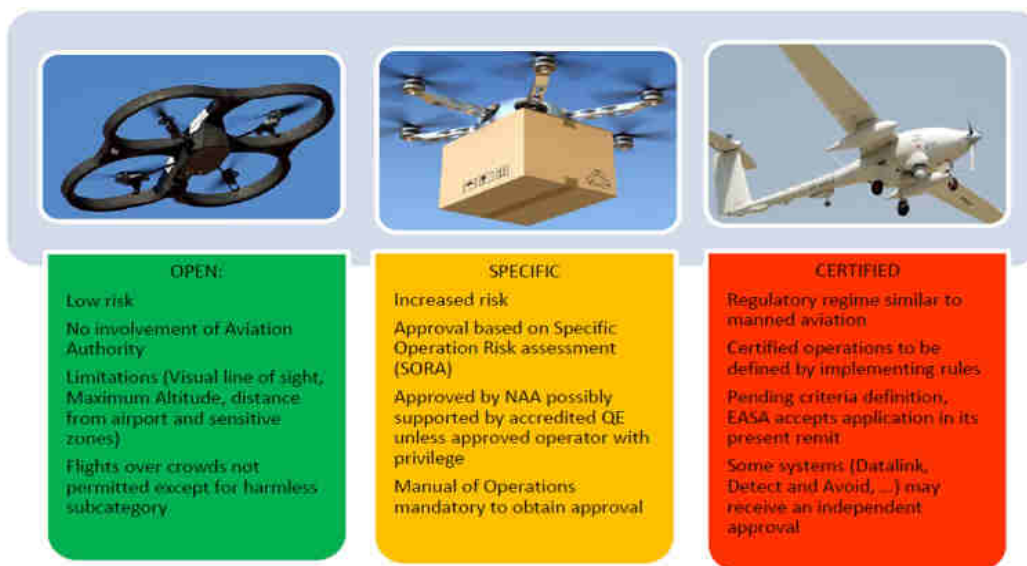 OPEN:
Low risk
No involvement of Aviation
Authority
Limitations (Visual line of sight,
Maximum Altitude, distance
from airport and sensitive
zones)
Flights over crowds not
permitted except for harmless
subcategory
SPECIFIC
Increased risk
Approval based on Specific
Operation Risk assessment
(SORA)
Approved by NAA possibly
supported by accredited QE
unless approved operator with
privilege
Manual of Operations
mandatory to obtain approval
CERTIFIED
Regulatory regime similar to
manned aviation
Certified operations to be
defined by implementing rules
Pending criteria definition,
EASA accepts application in its
present remit
Some systems (Datalink,
Detect and Avoid, ...) may
receive an independent
approval